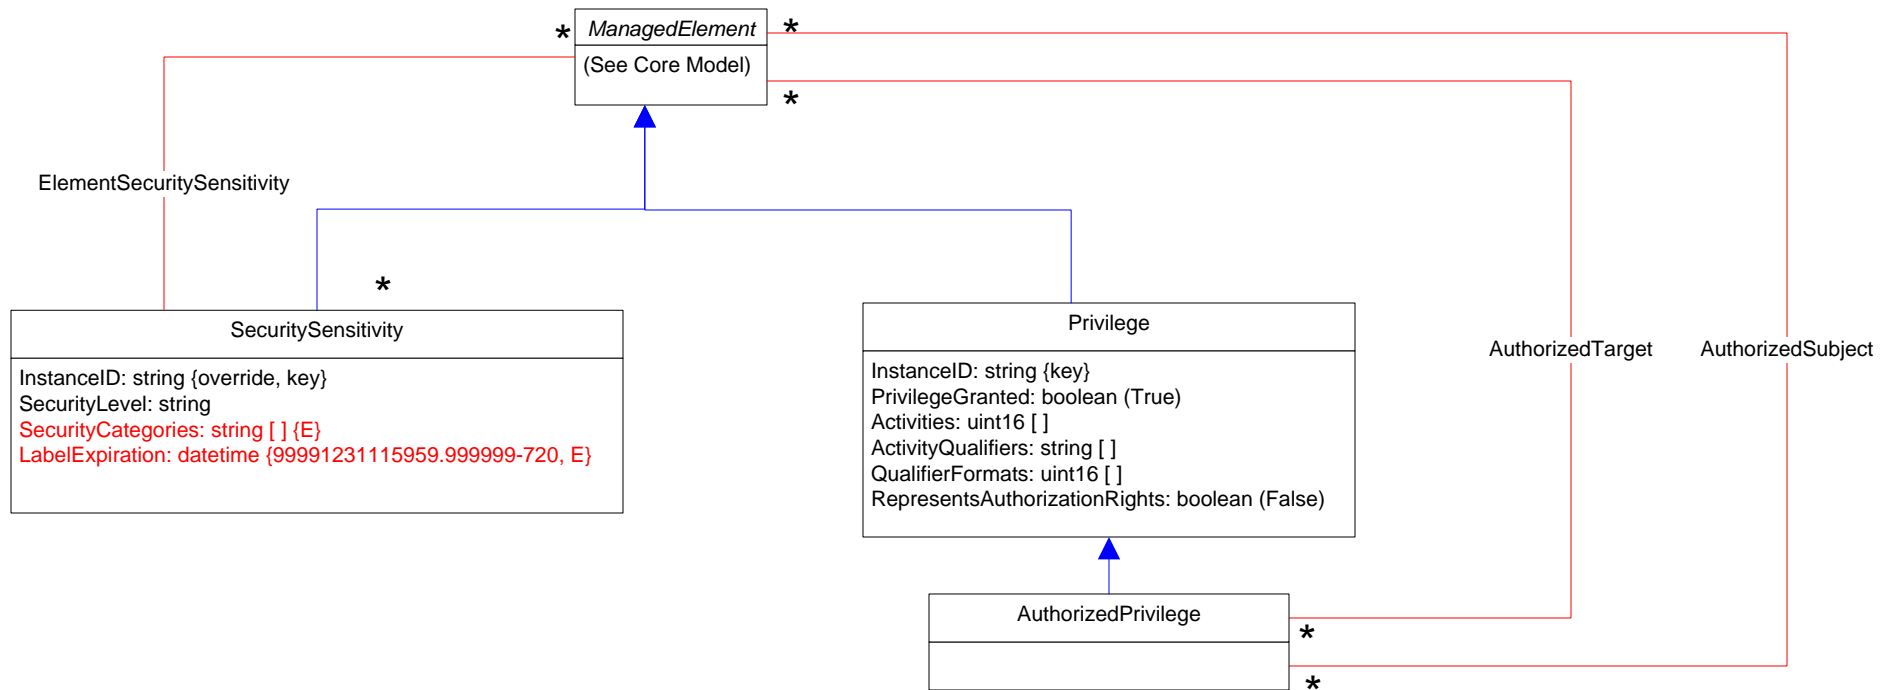 * ManagedElement *
(See Core Model)
*
ElementSecuritySensitivity
*
SecuritySensitivity
InstanceID: string {override, key}
SecurityLevel: string
SecurityCategories: string [ ] {E}
LabelExpiration: datetime {99991231115959.999999-720, E}
Privilege
InstanceID: string {key}
PrivilegeGranted: boolean (True)
Activities: uint16 [ ]
ActivityQualifiers: string [ ]
QualifierFormats: uint16 [ ]
RepresentsAuthorizationRights: boolean (False)
AuthorizedTarget
AuthorizedSubject
AuthorizedPrivilege
*
*